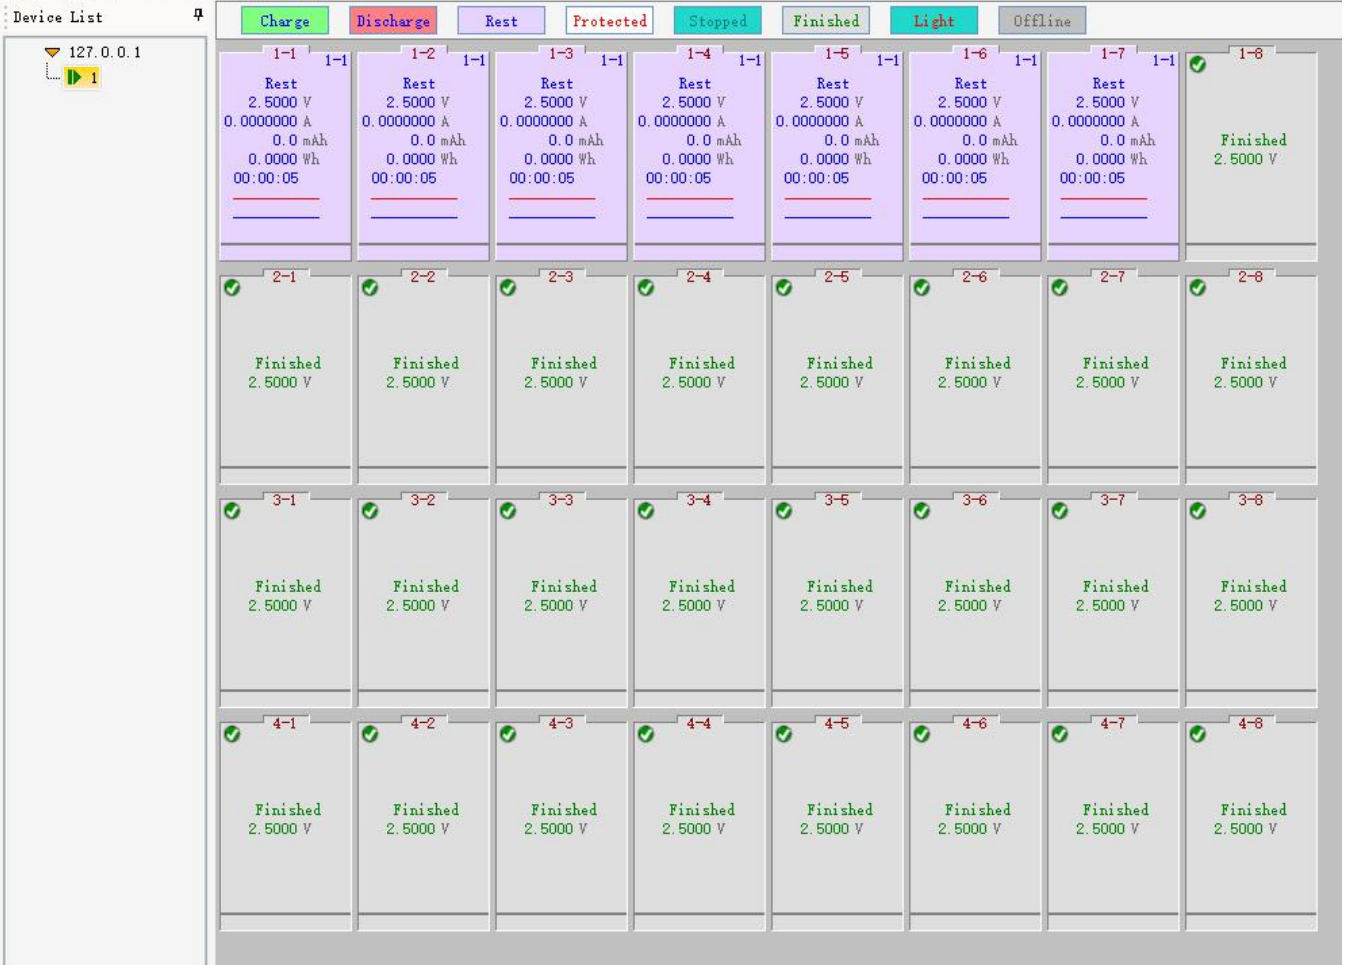 Device List
127.0.0.1
1
Charge Discharge Rest Protected Stopped Finished Light Offline
1-1 1-1 1-2 1-1 1-3 1-1 1-4 1-1 1-5 1-1 1-6 1-1 1-7 1-1 1-8
Rest Rest Rest Rest Rest Rest Rest
2.5000 V 2.5000 V 2.5000 V 2.5000 V 2.5000 V 2.5000 V 2.5000 V
0.0000000 A 0.0000000 A 0.0000000 A 0.0000000 A 0.0000000 A 0.0000000 A 0.0000000 A
0.0 mAh 0.0 mAh 0.0 mAh 0.0 mAh 0.0 mAh 0.0 mAh 0.0 mAh Finished
0.0000 Wh 0.0000 Wh 0.0000 Wh 0.0000 Wh 0.0000 Wh 0.0000 Wh 0.0000 Wh 2.5000 V
00:00:05 00:00:05 00:00:05 00:00:05 00:00:05 00:00:05 00:00:05
2-1 2-2 2-3 2-4 2-5 2-6 2-7 2-8
Finished Finished Finished Finished Finished Finished Finished Finished
2.5000 V 2.5000 V 2.5000 V 2.5000 V 2.5000 V 2.5000 V 2.5000 V 2.5000 V
3-1 3-2 3-3 3-4 3-5 3-6 3-7 3-8
Finished Finished Finished Finished Finished Finished Finished Finished
2.5000 V 2.5000 V 2.5000 V 2.5000 V 2.5000 V 2.5000 V 2.5000 V 2.5000 V
4-1 4-2 4-3 4-4 4-5 4-6 4-7 4-8
Finished Finished Finished Finished Finished Finished Finished Finished
2.5000 V 2.5000 V 2.5000 V 2.5000 V 2.5000 V 2.5000 V 2.5000 V 2.5000 V